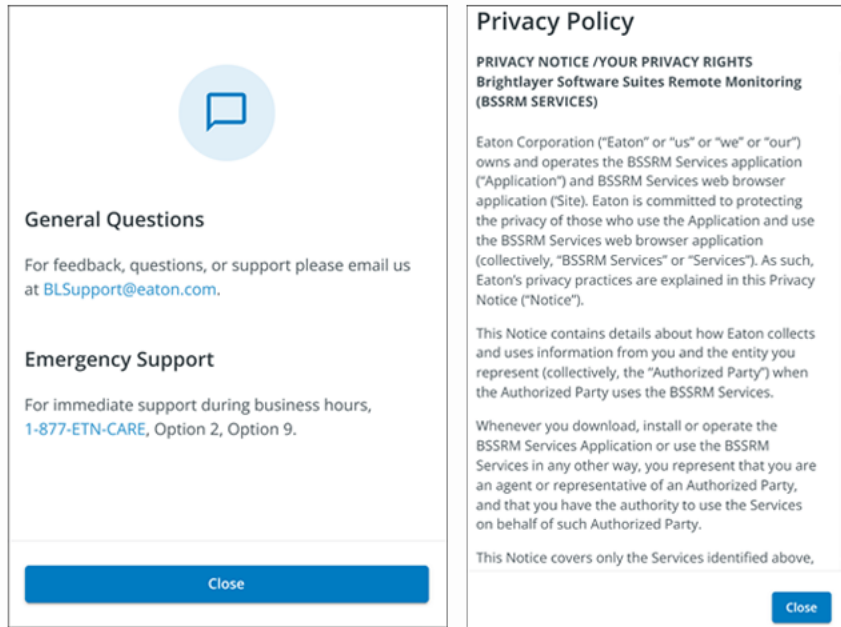 General Questions
For feedback, questions, or support please email us
at BLSupport@eaton.com.
Emergency Support
For immediate support during business hours,
1-877-ETN-CARE, Option 2, Option 9.
Close
Privacy Policy
PRIVACY NOTICE /YOUR PRIVACY RIGHTS
Brightlayer Software Suites Remote Monitoring
(BSSRM SERVICES)
Eaton Corporation (“Eaton” or “us” or “we” or “our”)
owns and operates the BSSRM Services application
(“Application”) and BSSRM Services web browser
application (‘Site). Eaton is committed to protecting
the privacy of those who use the Application and use
the BSSRM Services web browser application
(collectively, “BSSRM Services” or “Services”). As such,
Eaton’s privacy practices are explained in this Privacy
Notice (“Notice”).
This Notice contains details about how Eaton collects
and uses information from you and the entity you
represent (collectively, the “Authorized Party”) when
the Authorized Party uses the BSSRM Services.
Whenever you download, install or operate the
BSSRM Services Application or use the BSSRM
Services in any other way, you represent that you are
an agent or representative of an Authorized Party,
and that you have the authority to use the Services
on behalf of such Authorized Party.
This Notice covers only the Services identified above,
Close